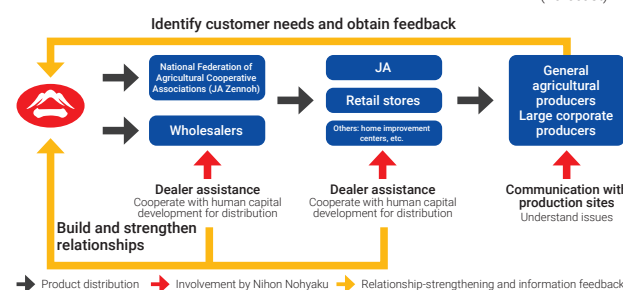 Identify customer needs and obtain feedback
National Federation of
Agricultural Cooperative
Associations (JA Zennoh)
Wholesalers
JA
Retail stores
Others: home improvement
centers, etc.
General
agricultural
producers
Large corporate
producers
Dealer assistance
Cooperate with human capital
development for distribution
Dealer assistance
Cooperate with human capital
development for distribution
Communication with
production sites
Understand issues
Build and strengthen
relationships
Product distribution
Involvement by Nihon Nohyaku
Relationship-strengthening and information feedback